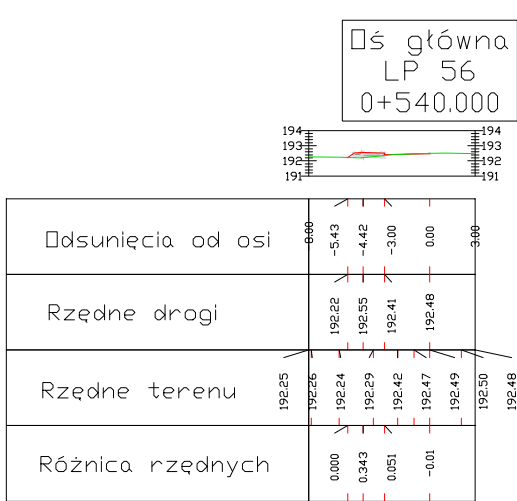 Oś główna
LP 56
0+540.000
194 194
193 193
192 192
191 191
Odsunięcia od osi -5.43 -4.42 -3.00 0.00 3.00
Rzędne drogi 192.22 192.55 192.41 192.48
Rzędne terenu 192.25 192.26 192.24 192.29 192.42 192.47 192.49 192.50 192.48
Różnica rzędnych 0.000 0.343 0.051 -0.01